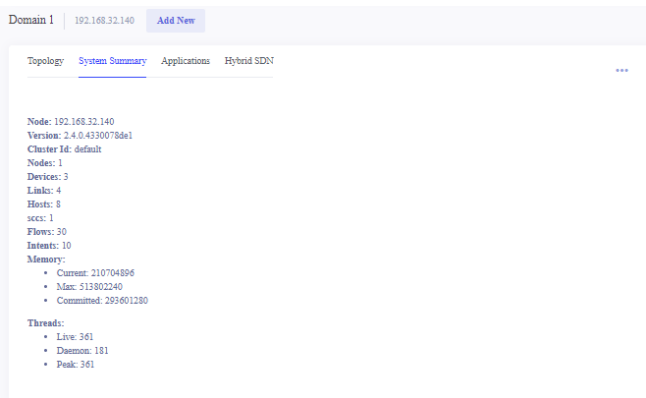 Domain 1 192.168.32.140 Add New
Topology System Summary Applications Hybrid SDN
Node: 192.168.32.140
Version: 2.4.0.4330078de1
Cluster Id: default
Nodes: 1
Devices: 3
Links: 4
Hosts: 8
sccs: 1
Flows: 30
Intents: 10
Memory:
• Current: 210704896
• Max: 513802240
• Committed: 293601280
Threads:
• Live: 361
• Daemon: 181
• Peak: 361